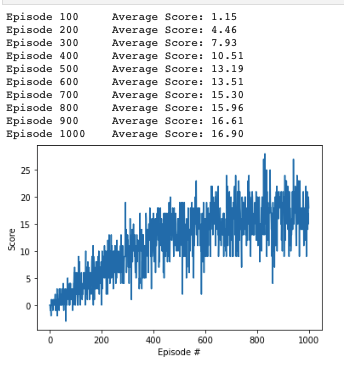 Episode 100 Average Score: 1.15
Episode 200 Average Score: 4.46
Episode 300 Average Score: 7.93
Episode 400 Average Score: 10.51
Episode 500 Average Score: 13.19
Episode 600 Average Score: 13.51
Episode 700 Average Score: 15.30
Episode 800 Average Score: 15.96
Episode 900 Average Score: 16.61
Episode 1000 Average Score: 16.90
25
20
15
10
5
0
Score
0 200 400 600 800 1000
Episode #